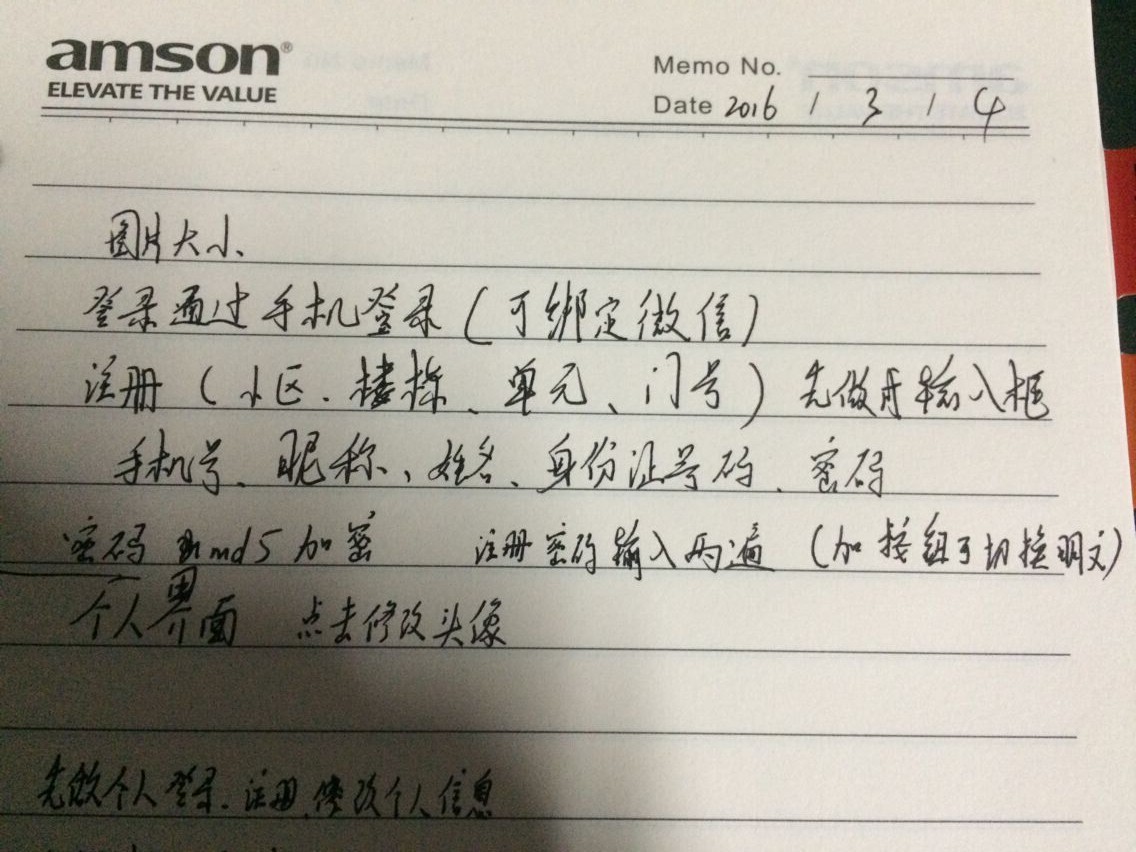 amson®
ELEVATE THE VALUE
Memo No.
Date 2016 / 3 / 4
图片大小
登录通过手机登录(可绑定微信)
注册(小区、楼栋、单元、门号)先做用输入框
手机号、昵称、姓名、身份证号码、密码
密码 md5加密 注册密码输入两遍(加按钮可切换明文)
个人界面 点击修改头像
先做个人登录、注册、修改个人信息